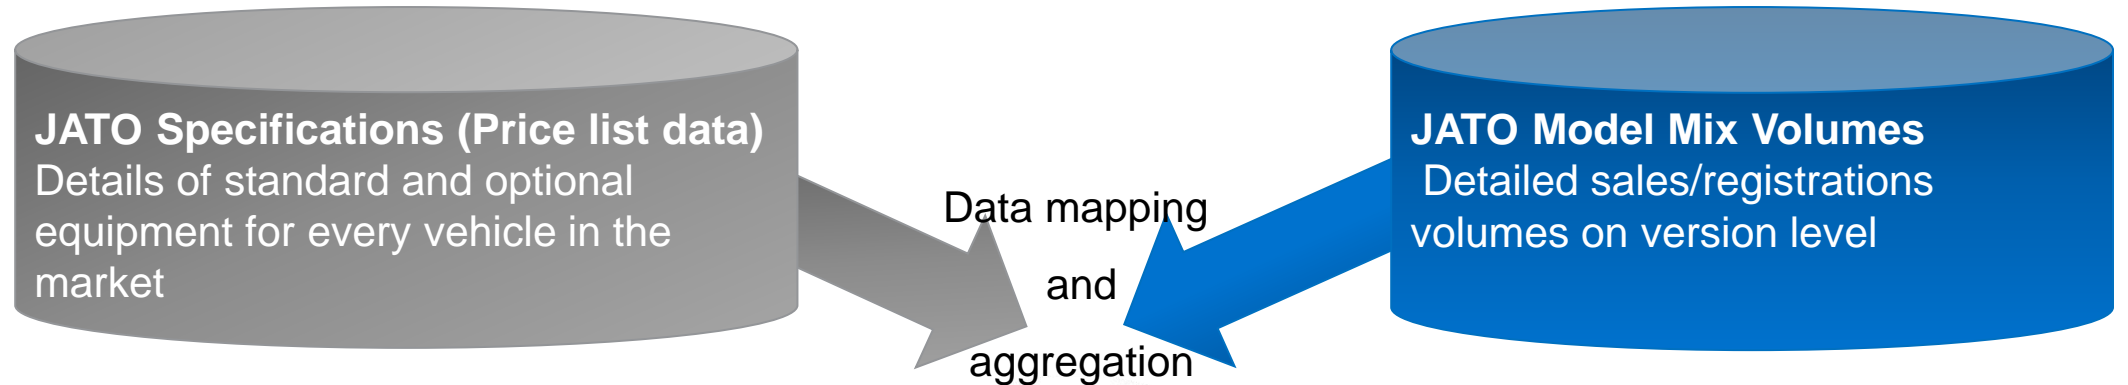 JATO Specifications (Price list data)
Details of standard and optional
equipment for every vehicle in the
market
Data mapping
and
aggregation
JATO Model Mix Volumes
Detailed sales/registrations
volumes on version level